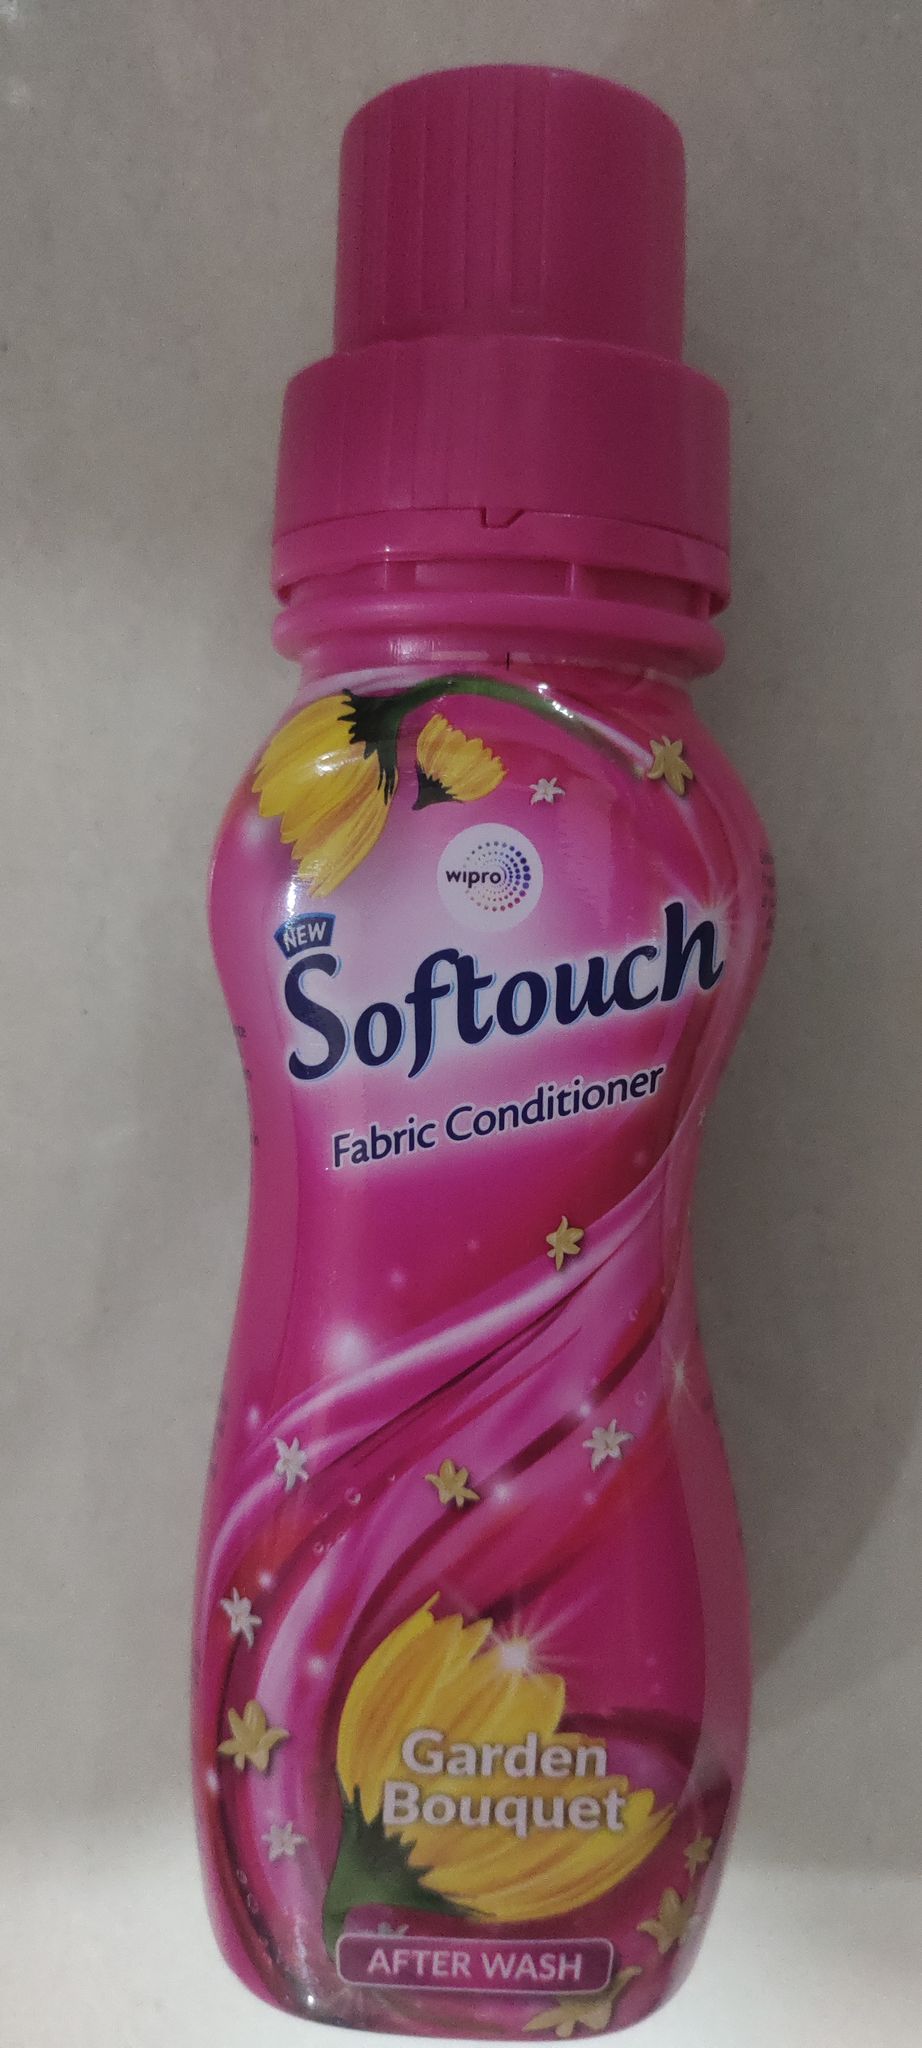 wipro
NEW
Softouch
Fabric Conditioner
Garden
Bouquet
AFTER WASH